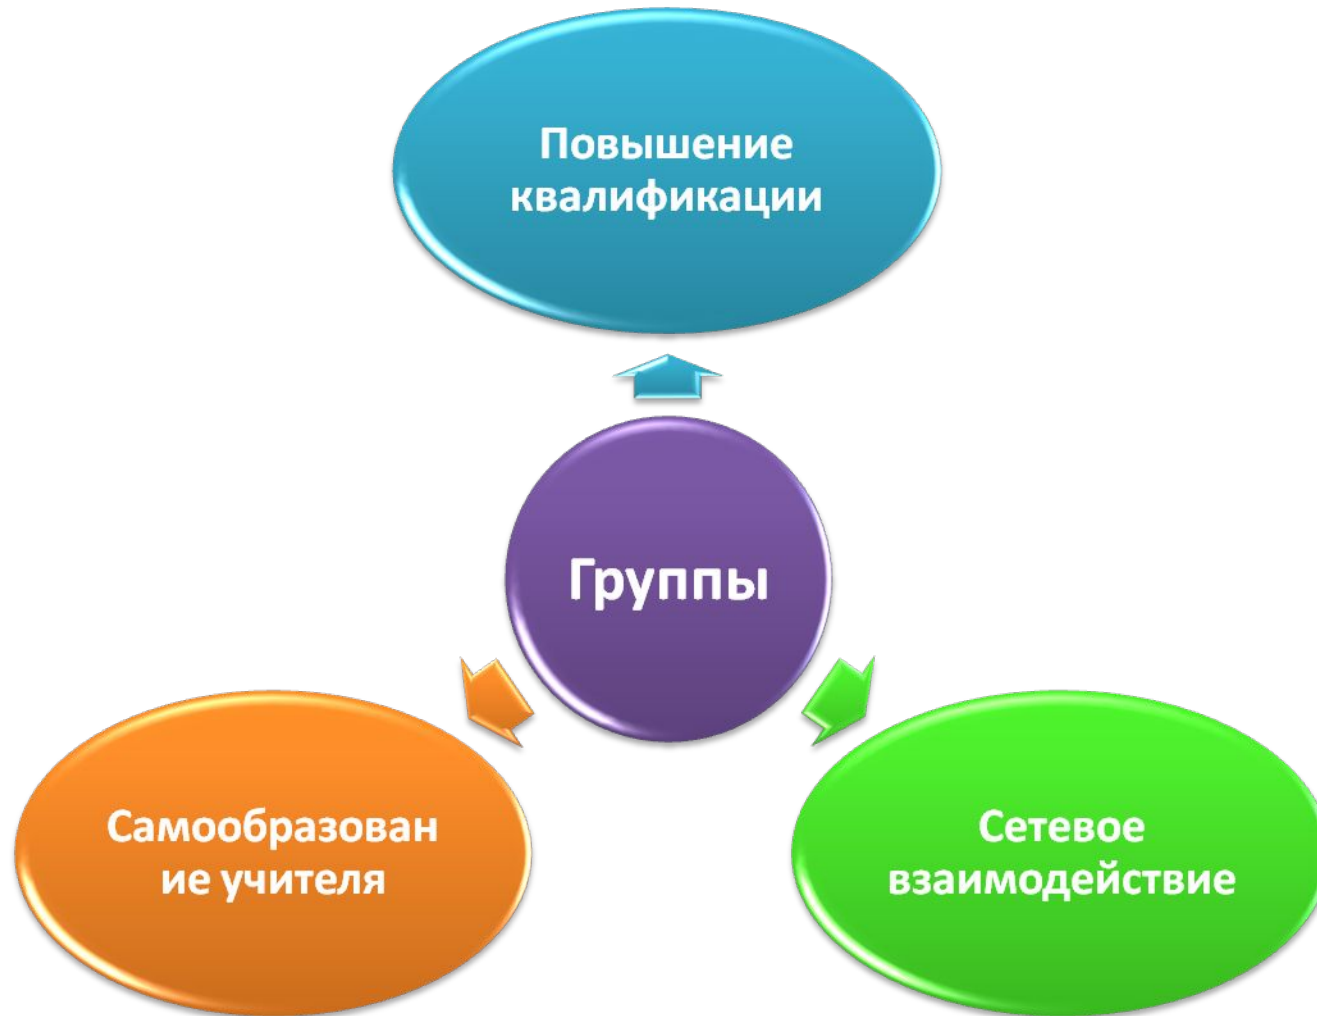 Повышение
квалификации
Группы
Самообразован
ие учителя
Сетевое
взаимодействие